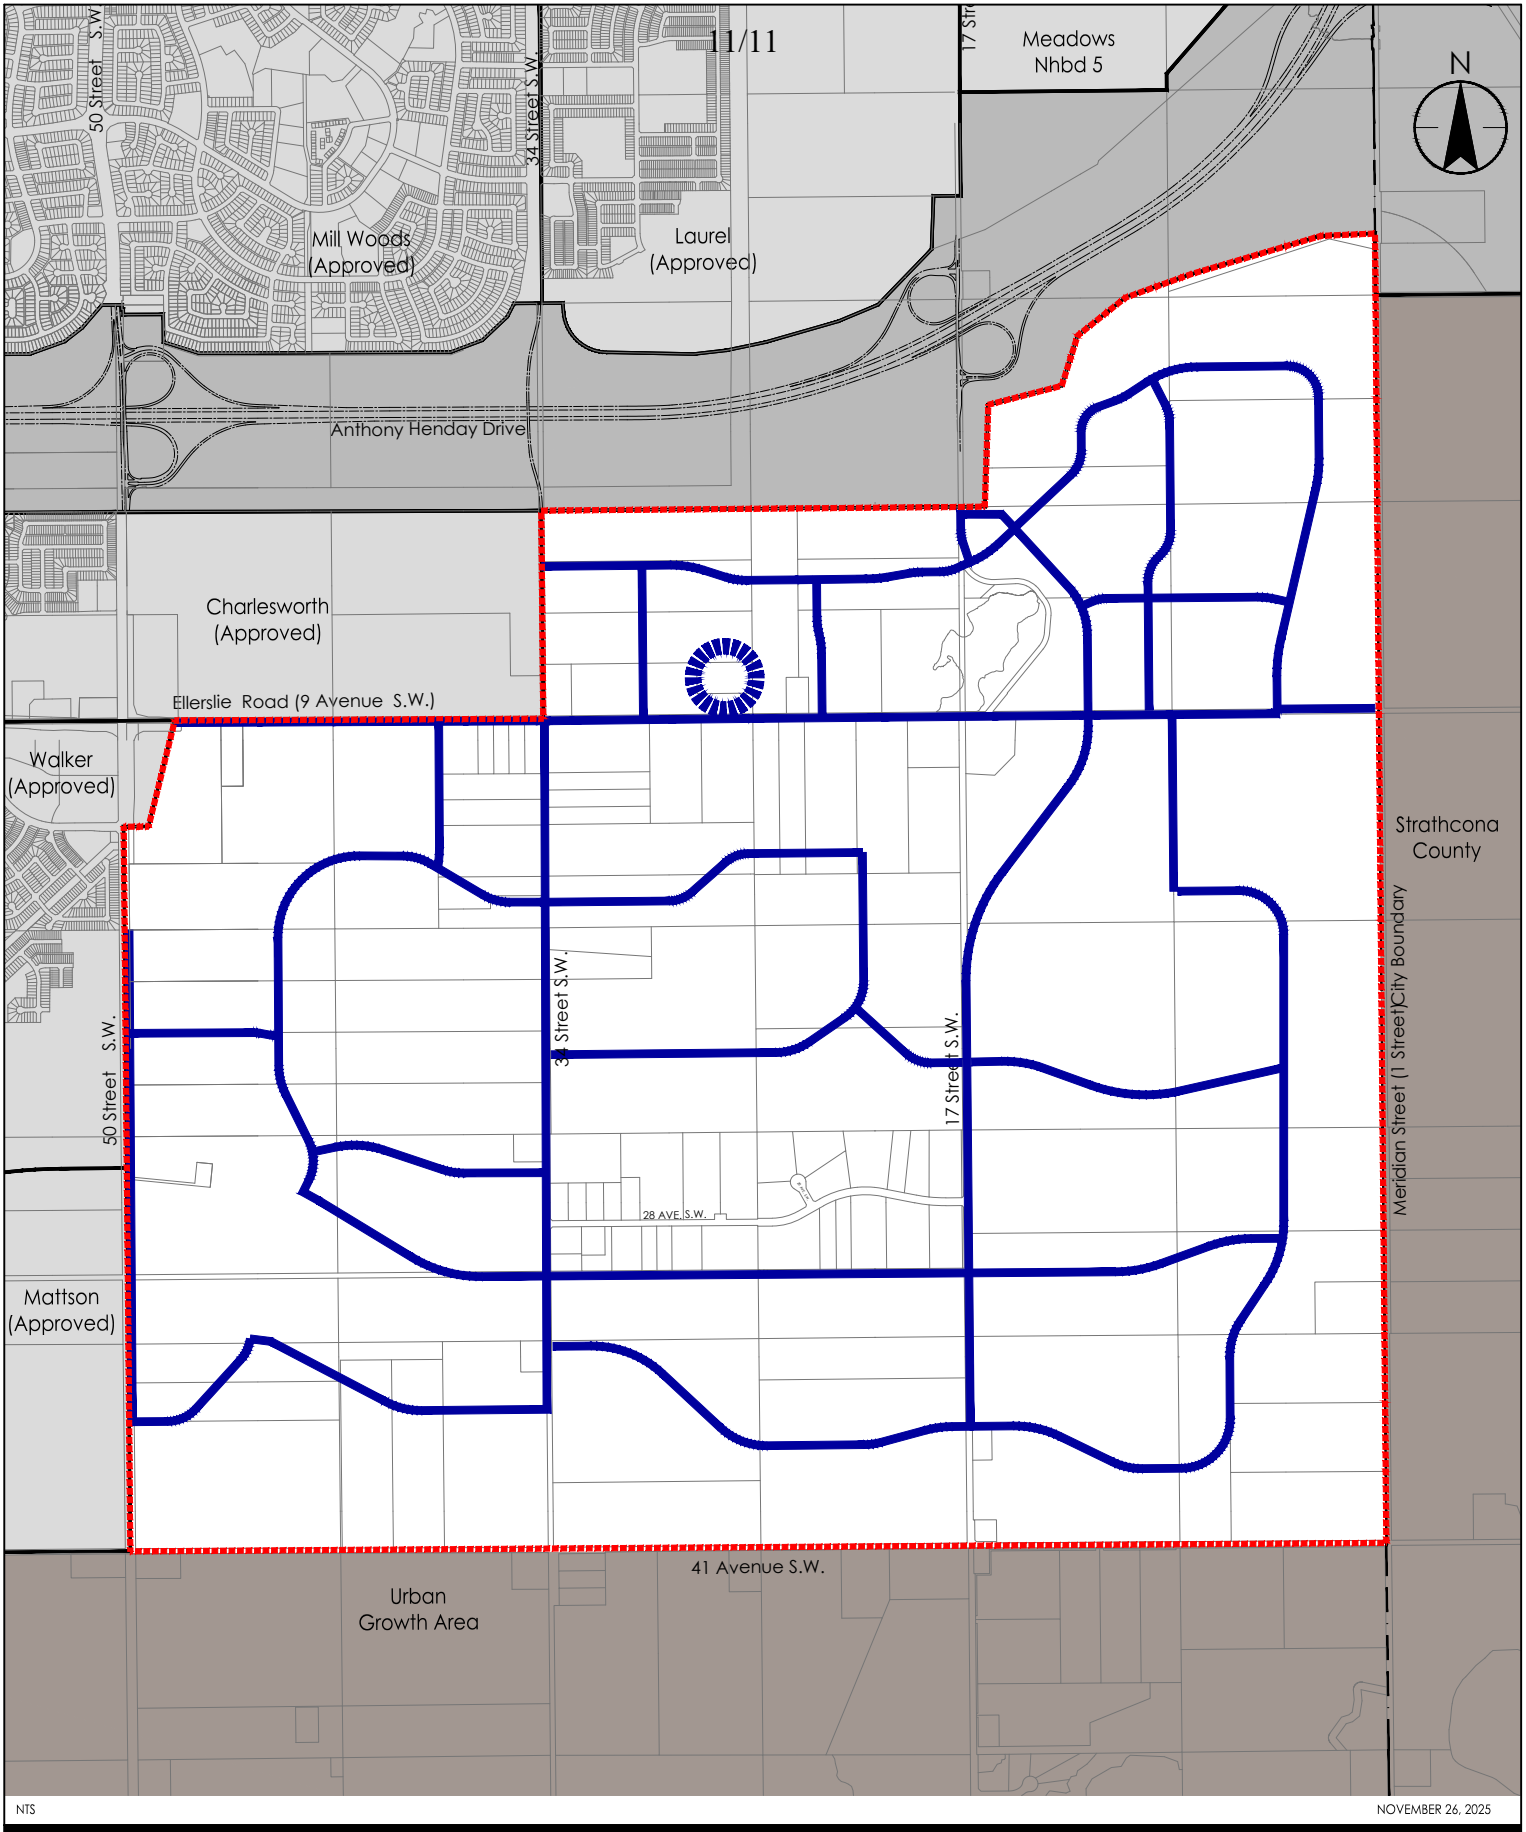 50 Street S.W.
34 Street S.W.
11/11
17 Stre
Meadows
Nhbd 5
N
Mill Woods
(Approved)
Laurel
(Approved)
Anthony Henday Drive
Charlesworth
(Approved)
Ellerslie Road (9 Avenue S.W.)
Walker
(Approved)
Strathcona
County
50 Street S.W.
34 Street S.W.
17 Street S.W.
Meridian Street (1 Street)City Boundary
28 AVE. S.W.
Mattson
(Approved)
41 Avenue S.W.
Urban
Growth Area
NTS
NOVEMBER 26, 2025